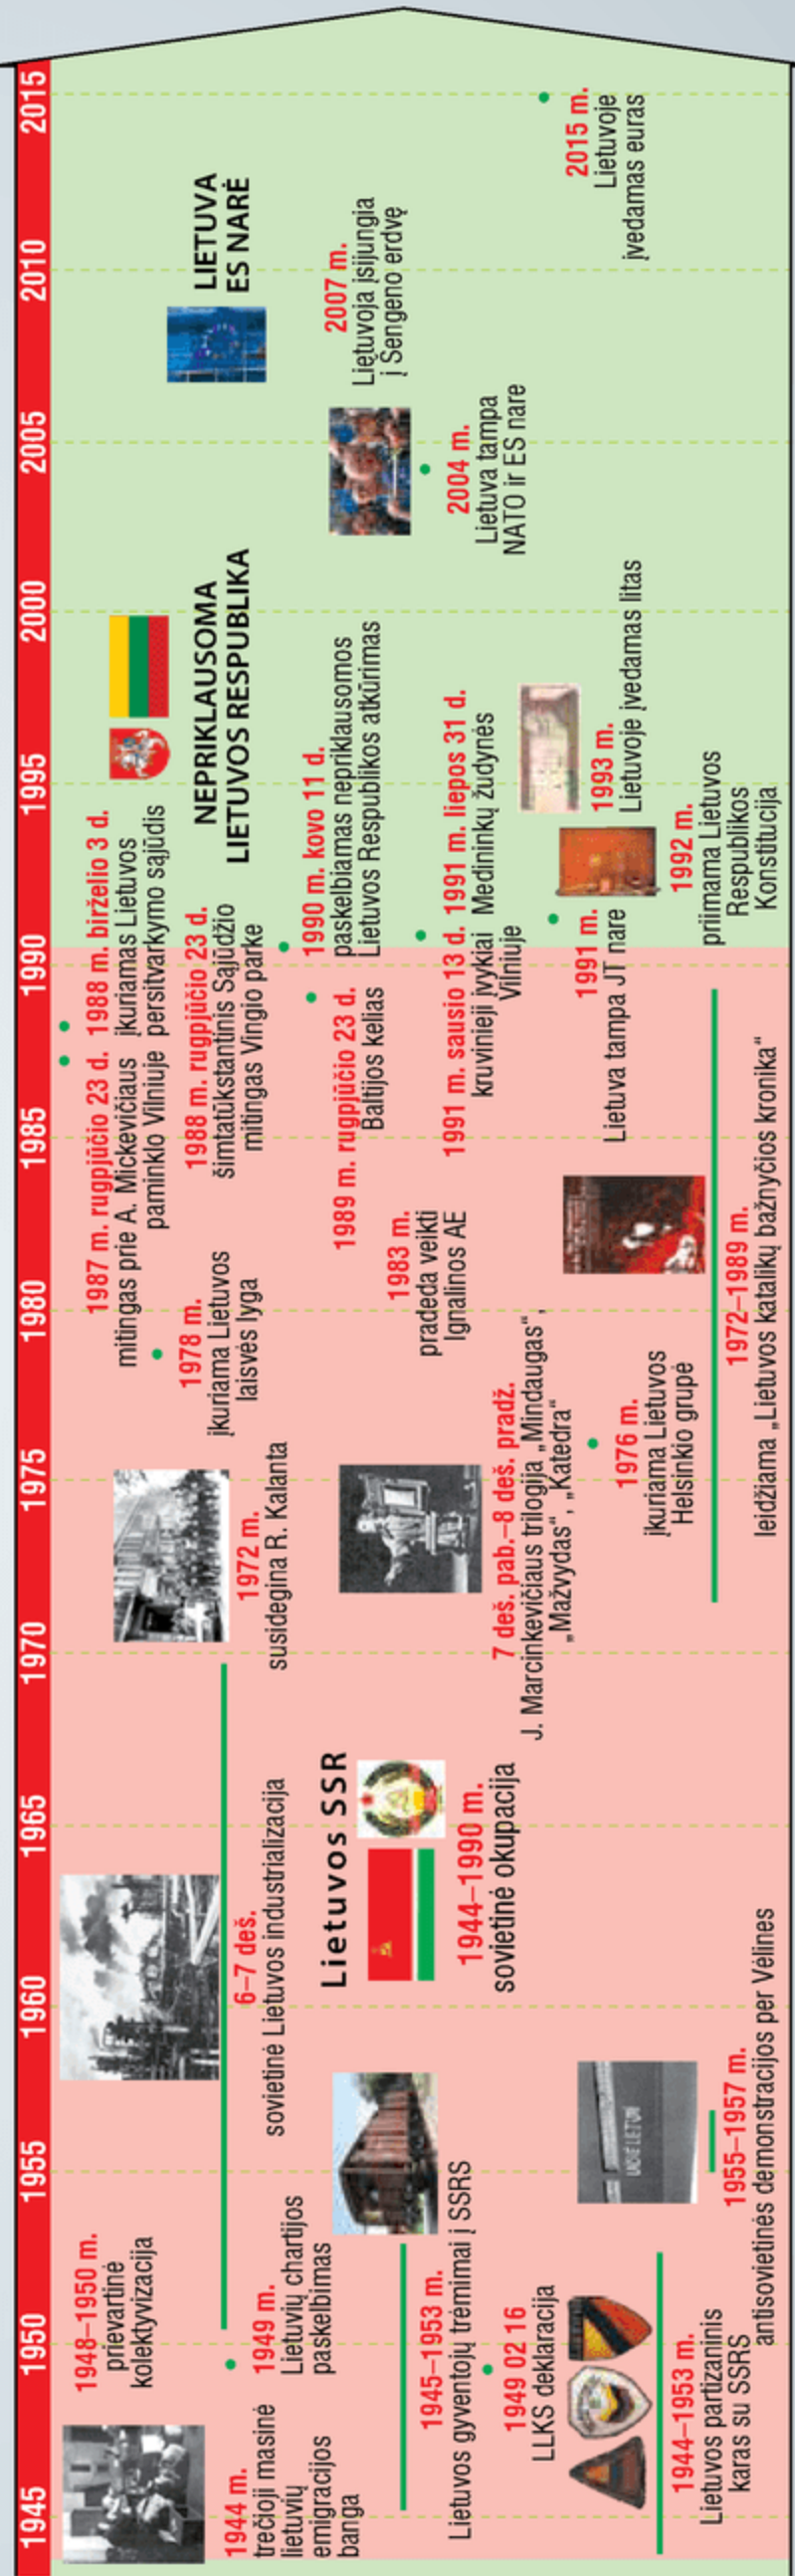 1945
1950
1955
1960
1965
1970
1975
1980
1985
1990
1995
2000
2005
2010
2015
1944 m.
trečioji masinė
lietuvių
emigracijos
banga
1948–1950 m.
prievartinė
kolektyvizacija
1949 m.
Lietuvių chartijos
paskelbimas
1945–1953 m.
Lietuvos gyventojų trėmimai į SSRS
1949 02 16
LLKS deklaracija
1944–1953 m.
Lietuvos partizaninis
karas su SSRS
1955–1957 m.
antisovietinės demonstracijos per Vėlines
6–7 deš.
sovietinė Lietuvos industrializacija
Lietuvos SSR
1944–1990 m.
sovietinė okupacija
1972 m.
susidegina R. Kalanta
7 deš. pab.–8 deš. pradž.
J. Marcinkevičiaus trilogija „Mindaugas“,
„Mažvydas“, „Katedra“
1976 m.
įkuriama Lietuvos
Helsinkio grupė
1972–1989 m.
leidžiama „Lietuvos katalikų bažnyčios kronika“
1978 m.
įkuriama Lietuvos
laisvės lyga
1983 m.
pradeda veikti
Ignalinos AE
1987 m. rugpjūčio 23 d.
mitingas prie A. Mickevičiaus
paminklo Vilniuje
1988 m. birželio 3 d.
įkuriamas Lietuvos
persitvarkymo sąjūdis
1988 m. rugpjūčio 23 d.
šimtatūkstantinis Sąjūdžio
mitingas Vingio parke
1989 m. rugpjūčio 23 d.
Baltijos kelias
1990 m. kovo 11 d.
paskelbiamas nepriklausomos
Lietuvos Respublikos atkūrimas
1991 m. sausio 13 d.
kruvinieji įvykiai
Vilniuje
1991 m. liepos 31 d.
Medininkų žudynės
1991 m.
Lietuva tampa JT nare
1992 m.
priimama Lietuvos
Respublikos
Konstitucija
1993 m.
Lietuvoje įvedamas litas
NEPRIKLAUSOMA
LIETUVOS RESPUBLIKA
2004 m.
Lietuva tampa
NATO ir ES nare
2007 m.
Lietuvoja įsijungia
į Šengeno erdvę
LIETUVA
ES NARĖ
2015 m.
Lietuvoje
įvedamas euras